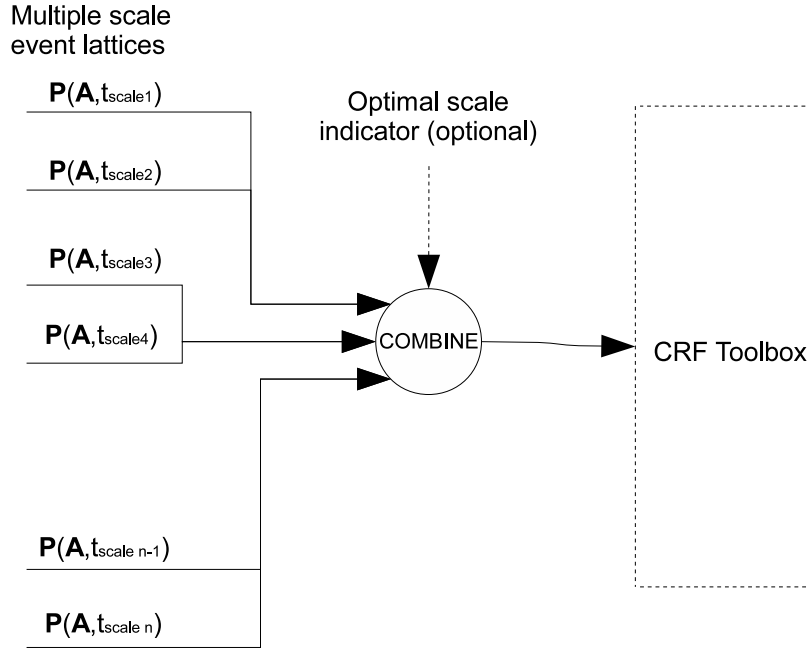 Multiple scale
event lattices
P(A,tscale1)
P(A,tscale2)
P(A,tscale3)
P(A,tscale4)
P(A,tscale n-1)
P(A,tscale n)
Optimal scale
indicator (optional)
COMBINE
CRF Toolbox